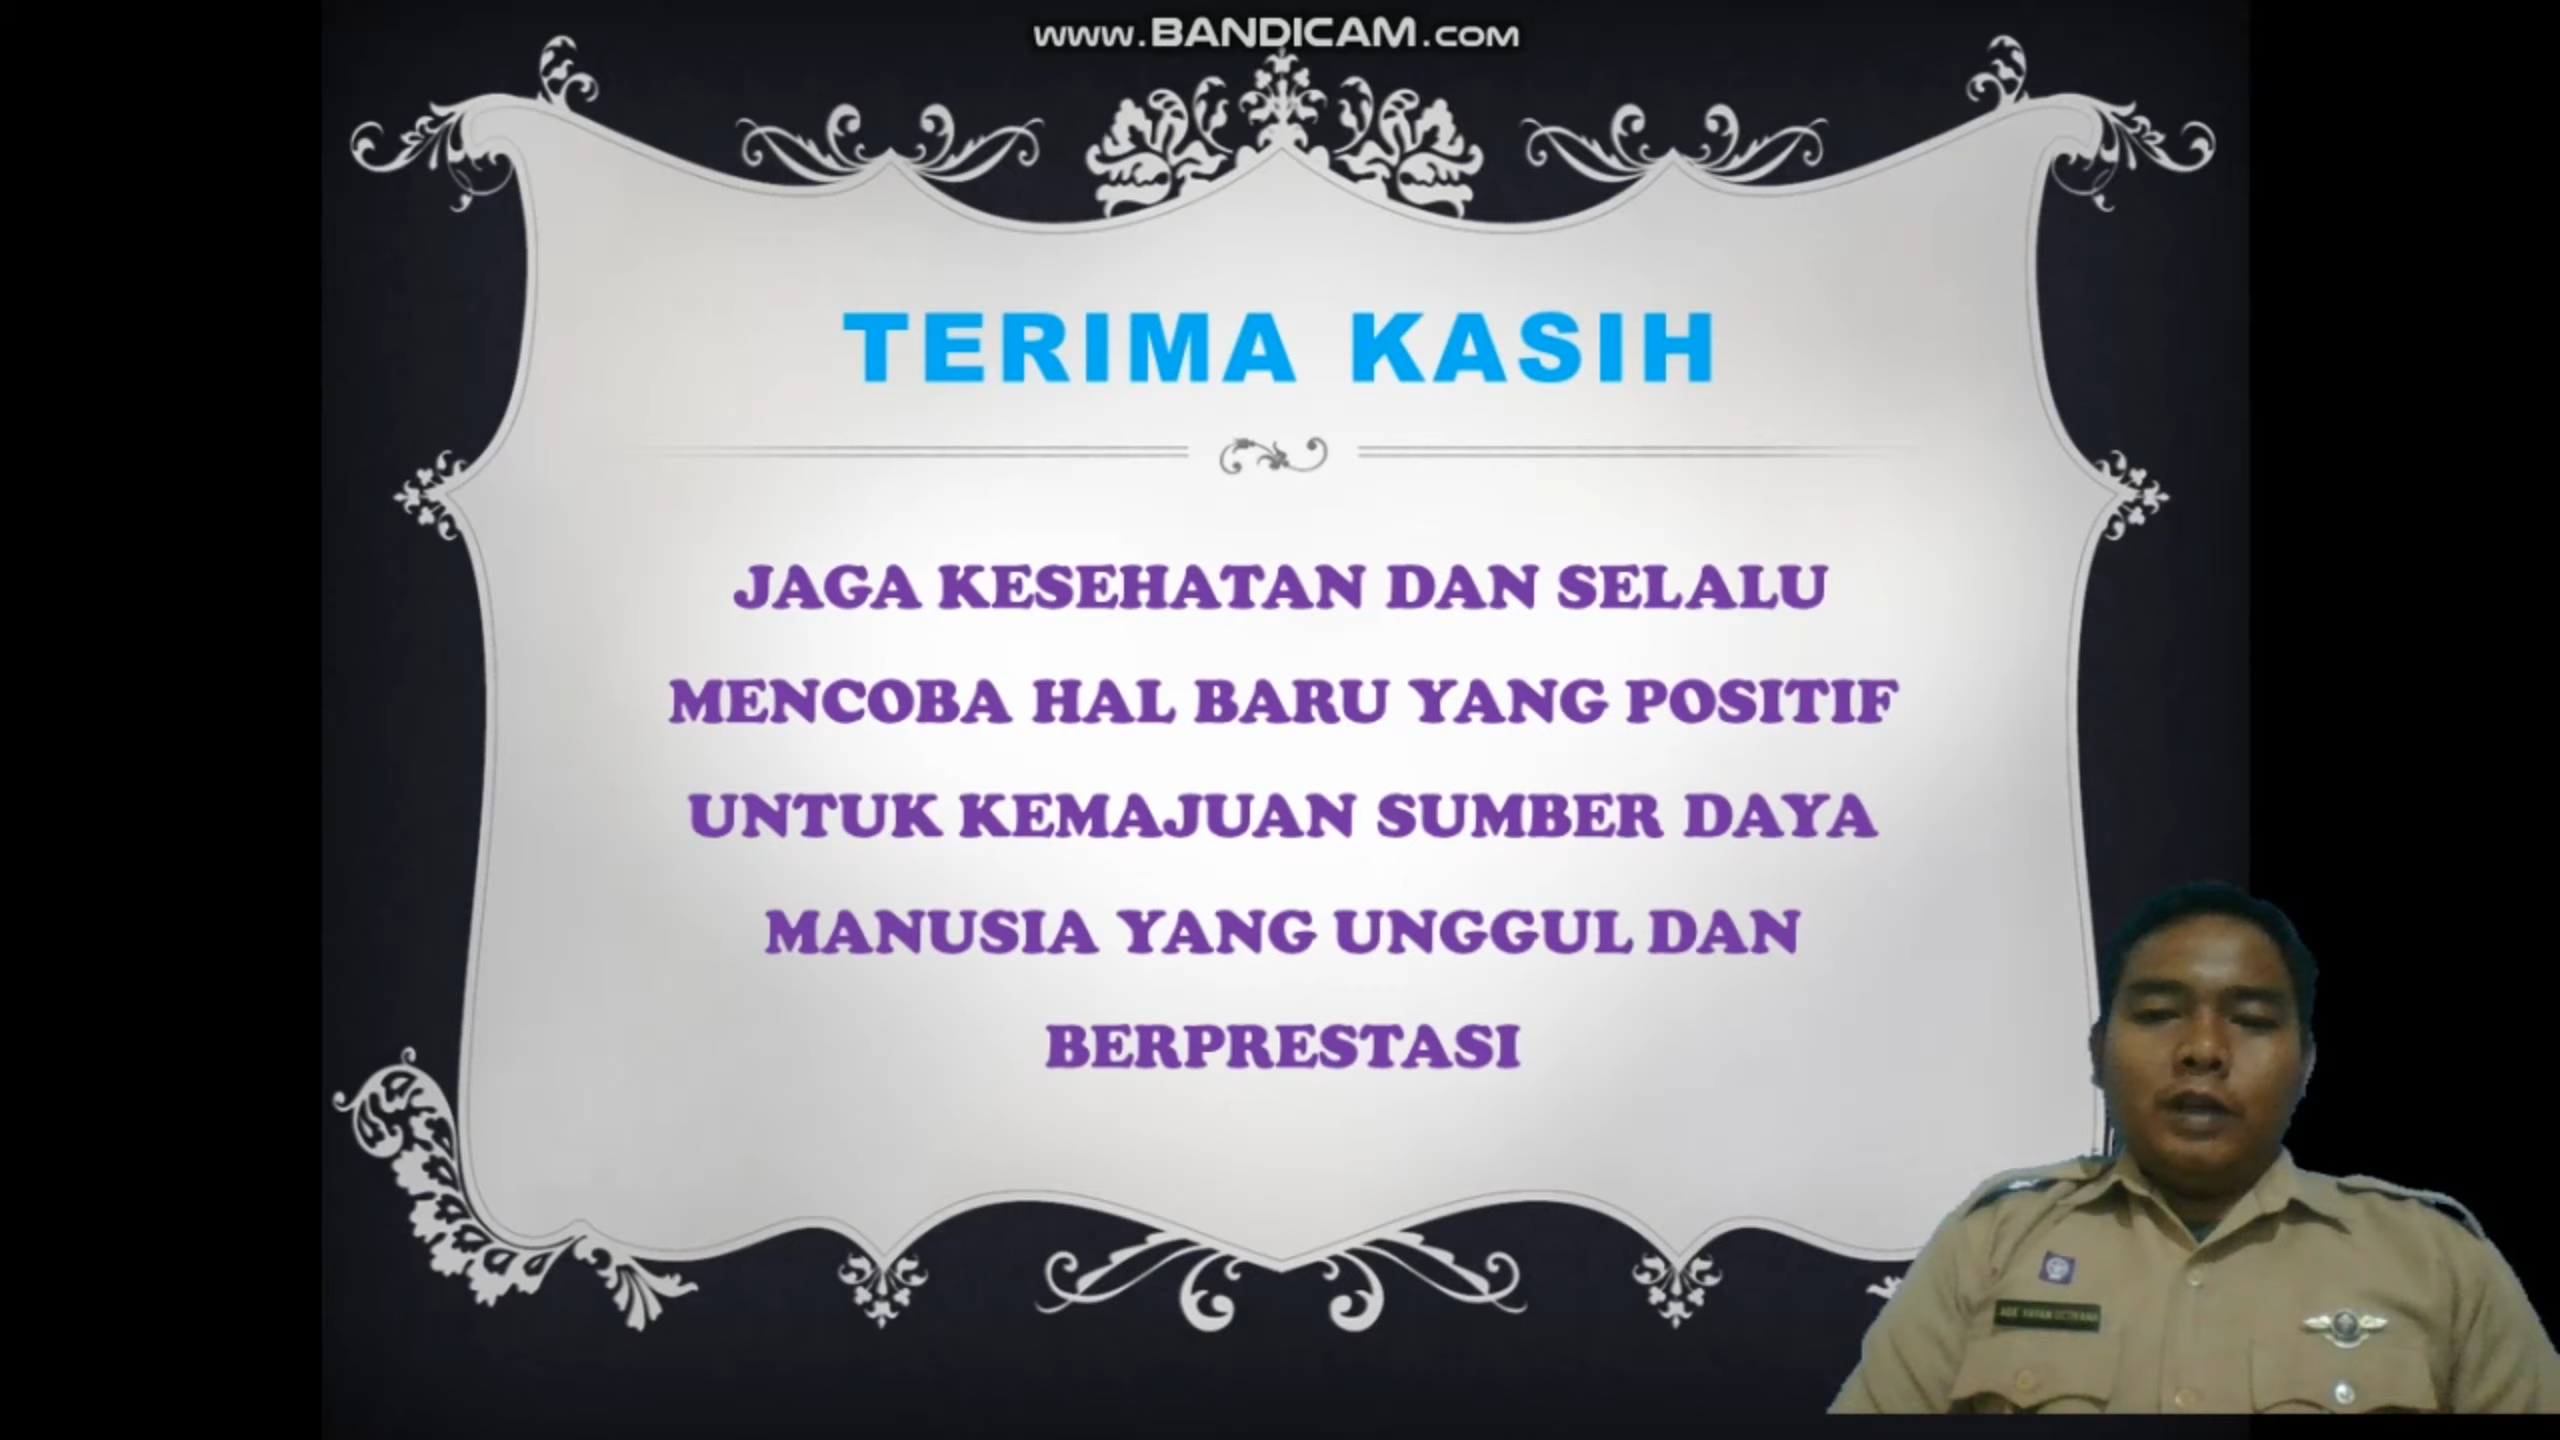 www.BANDICAM.com
TERIMA KASIH
JAGA KESEHATAN DAN SELALU
MENCOBA HAL BARU YANG POSITIF
UNTUK KEMAJUAN SUMBER DAYA
MANUSIA YANG UNGGUL DAN
BERPRESTASI